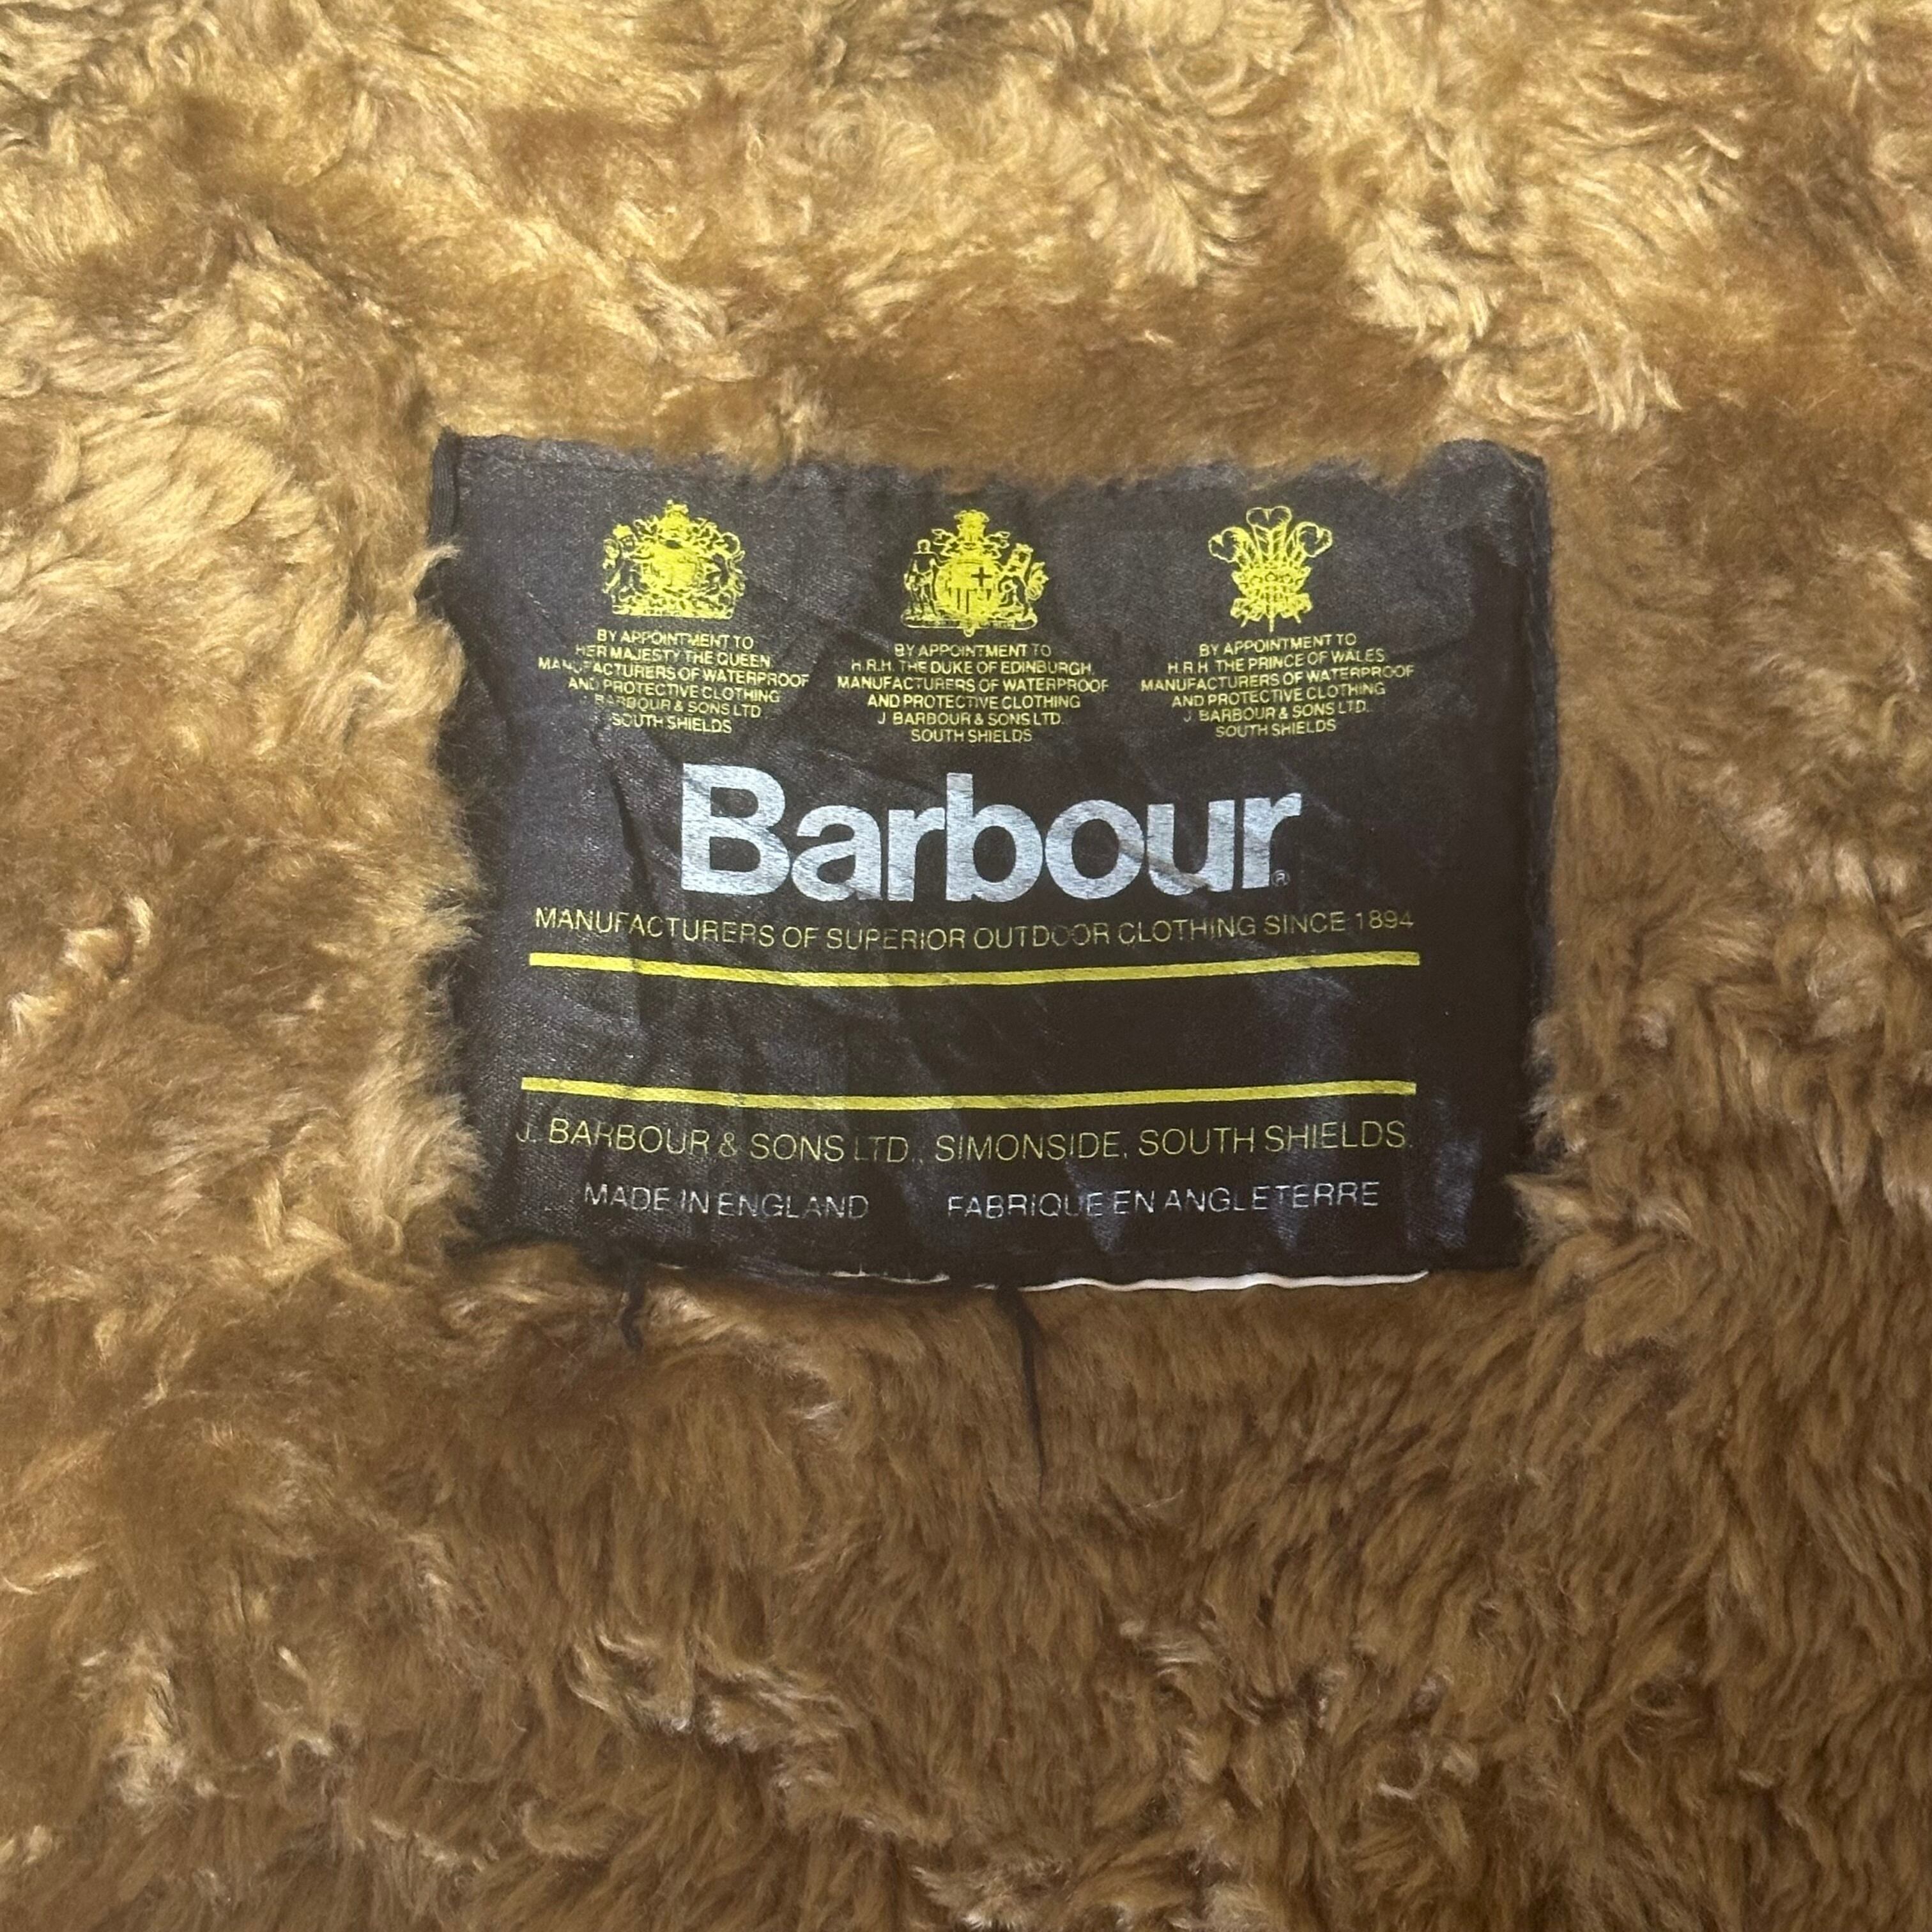 BY APPOINTMENT TO
HER MAJESTY THE QUEEN
MANUFACTURERS OF WATERPROOF
AND PROTECTIVE CLOTHING
J BARBOUR & SONS LTD
SOUTH SHIELDS
BY APPOINTMENT TO
H.R.H. THE DUKE OF EDINBURGH.
MANUFACTURERS OF WATERPROOF
AND PROTECTIVE CLOTHING
J BARBOUR & SONS LTD.
SOUTH SHIELDS
BY APPOINTMENT TO
H.R.H. THE PRINCE OF WALES
MANUFACTURERS OF WATERPROOF
AND PROTECTIVE CLOTHING
J. BARBOUR & SONS LTD.
SOUTH SHIELDS
Barbour®
MANUFACTURERS OF SUPERIOR OUTDOOR CLOTHING SINCE 1894
J. BARBOUR & SONS LTD., SIMONSIDE, SOUTH SHIELDS.
MADE IN ENGLAND FABRIQUE EN ANGLETERRE